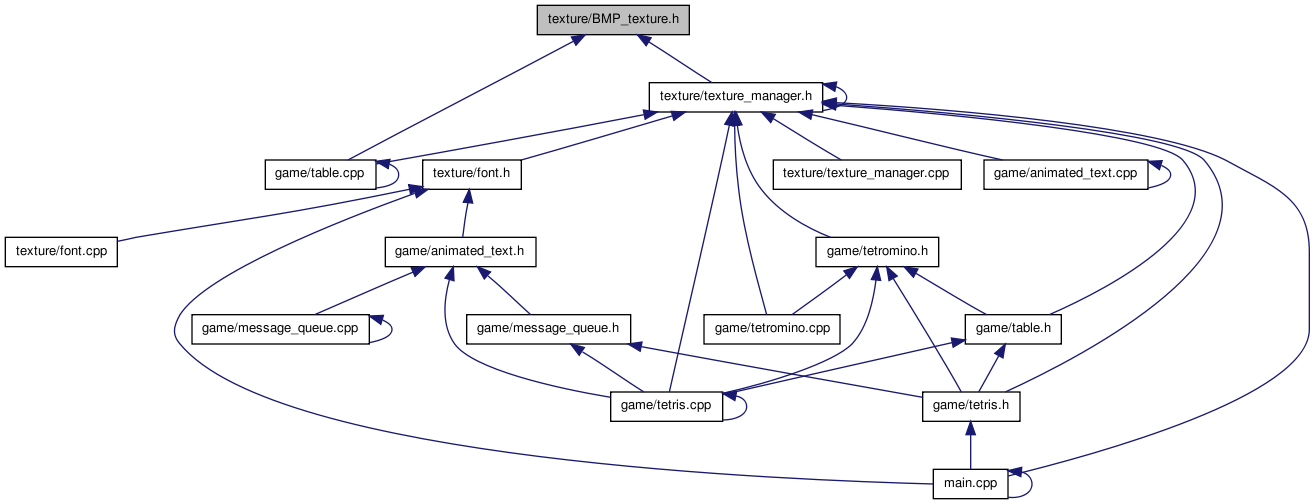 texture/BMP_texture.h
texture/texture_manager.h
game/table.cpp
texture/font.h
texture/texture_manager.cpp
game/animated_text.cpp
texture/font.cpp
game/animated_text.h
game/tetromino.h
game/message_queue.cpp
game/message_queue.h
game/tetromino.cpp
game/table.h
game/tetris.cpp
game/tetris.h
main.cpp